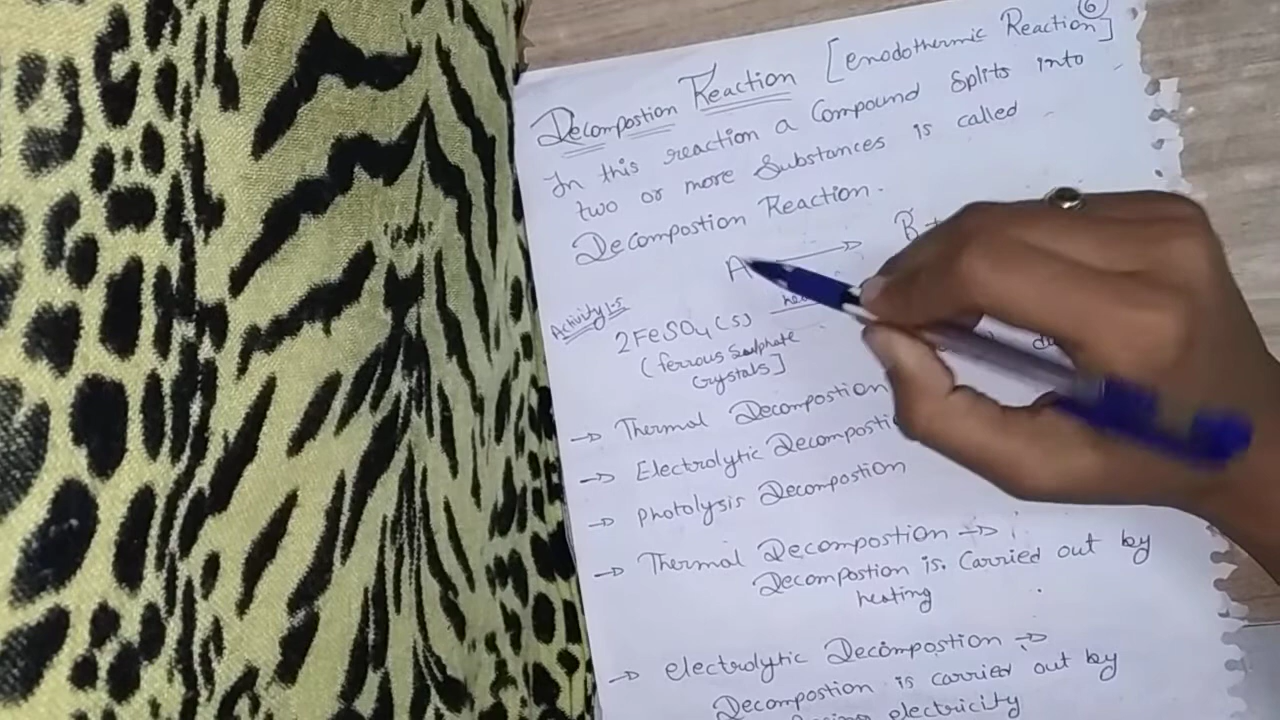 6
Decompostion Reaction [enodothermic Reaction]
In this reaction a Compound Splits into
two or more Substances is called
Decompostion Reaction.
A → B +
Activity 1.5
2FeSO4(s)
(ferrous Sulphate
Crystals]
→ Thermal Decompostion
→ Electrolytic
→ photolysis Decompostion
→ Thermal Decompostion →
Decompostion is. Carried out by
heating
→ electrolytic Decompostion →
Decompostion is carried out by
electricity